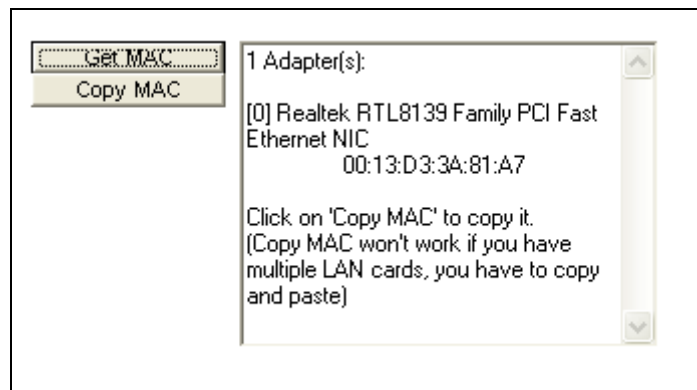 Get MAC
Copy MAC
1 Adapter(s):
[0] Realtek RTL8139 Family PCI Fast
Ethernet NIC
00:13:D3:3A:81:A7
Click on 'Copy MAC' to copy it.
(Copy MAC won't work if you have
multiple LAN cards, you have to copy
and paste)